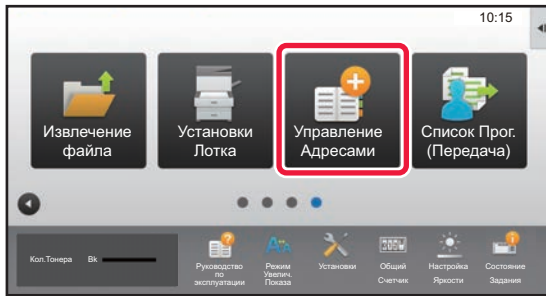 10:15
Извлечение
файла
Установки
Лотка
Управление
Адресами
Список Прог.
(Передача)
Кол.Тонера Bk
Руководство
по
эксплуатации
Режим
Увелич.
Показа
Установки
Общий
Счетчик
Настройка
Яркости
Состояние
Задания